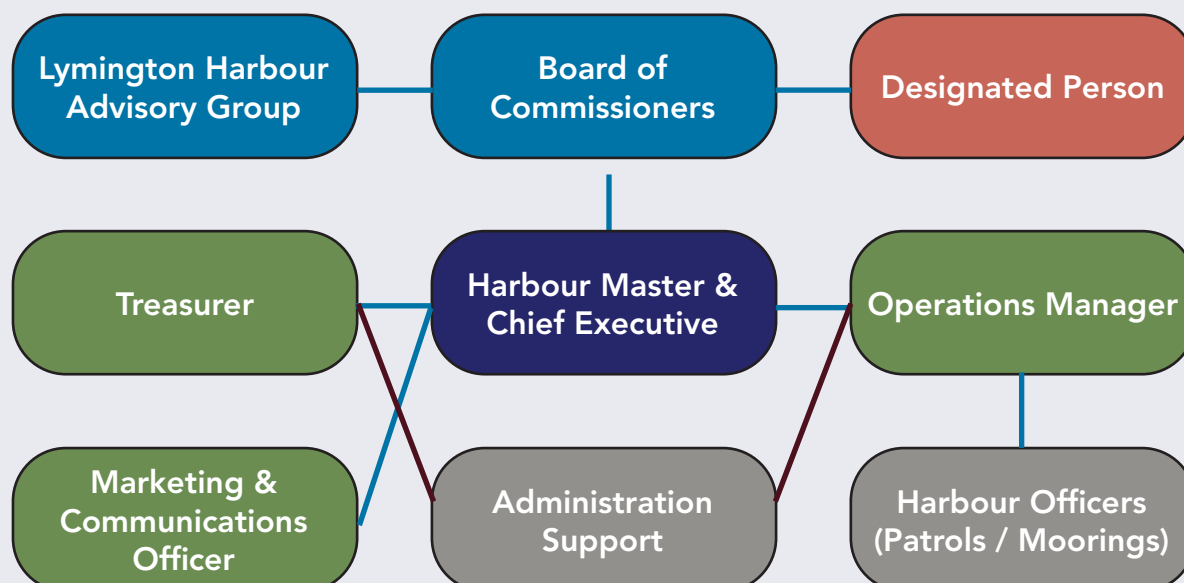 Lymington Harbour
Advisory Group
Board of
Commissioners
Designated Person
Treasurer
Harbour Master &
Chief Executive
Operations Manager
Marketing &
Communications
Officer
Administration
Support
Harbour Officers
(Patrols / Moorings)